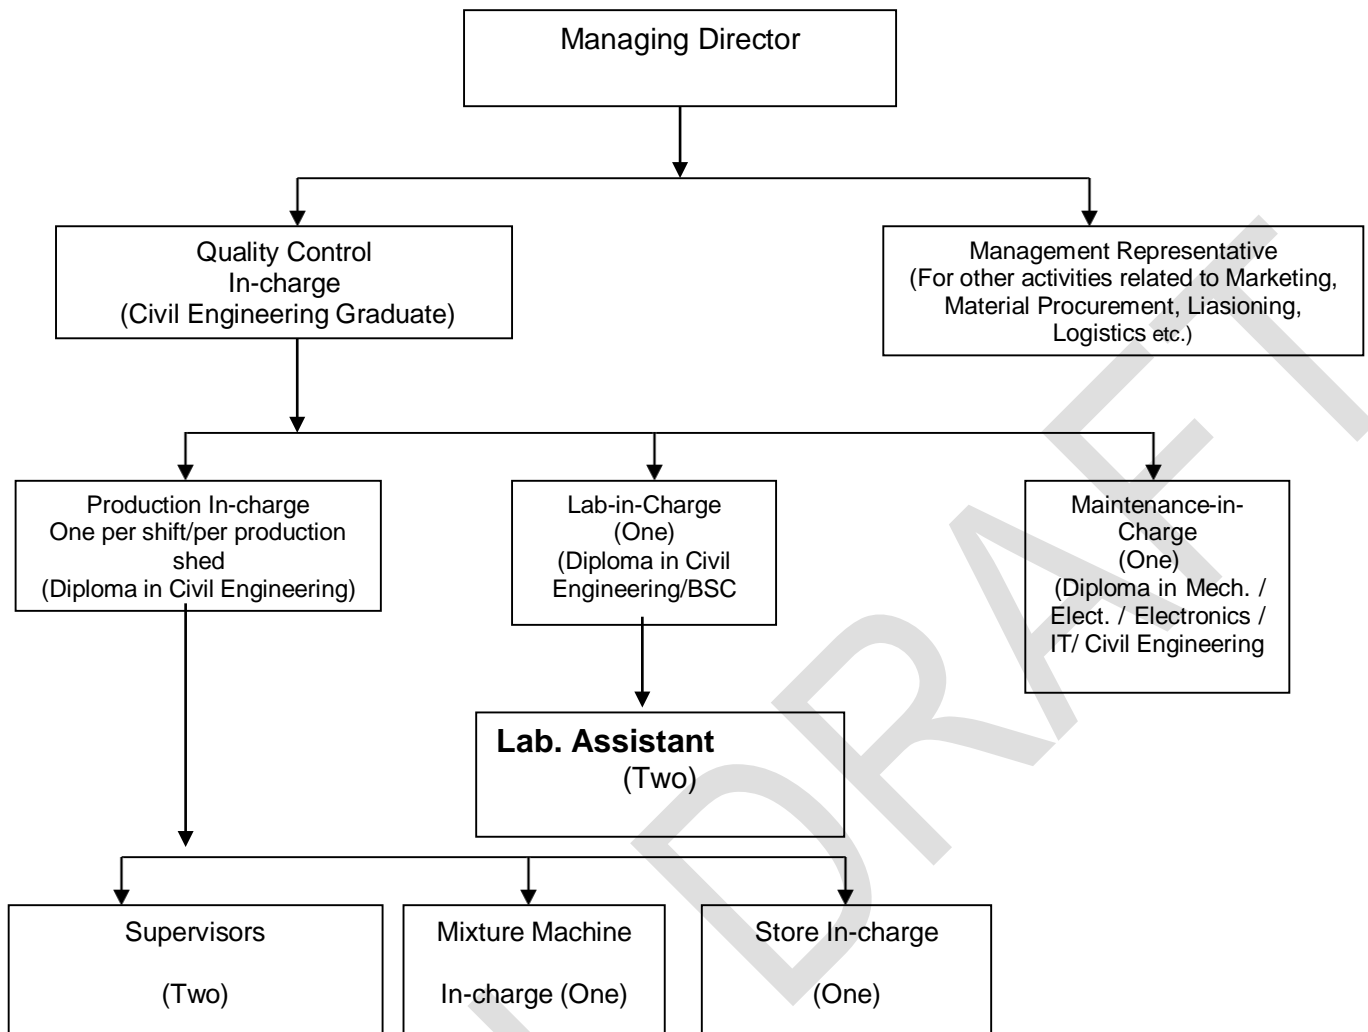 Managing Director
Quality Control
In-charge
(Civil Engineering Graduate)
Management Representative
(For other activities related to Marketing,
Material Procurement, Liasioning,
Logistics etc.)
Production In-charge
One per shift/per production
shed
(Diploma in Civil Engineering)
Lab-in-Charge
(One)
(Diploma in Civil
Engineering/BSC
Maintenance-in-
Charge
(One)
(Diploma in Mech. /
Elect. / Electronics /
IT/ Civil Engineering
Lab. Assistant
(Two)
Supervisors
(Two)
Mixture Machine
In-charge (One)
Store In-charge
(One)
DRAFT